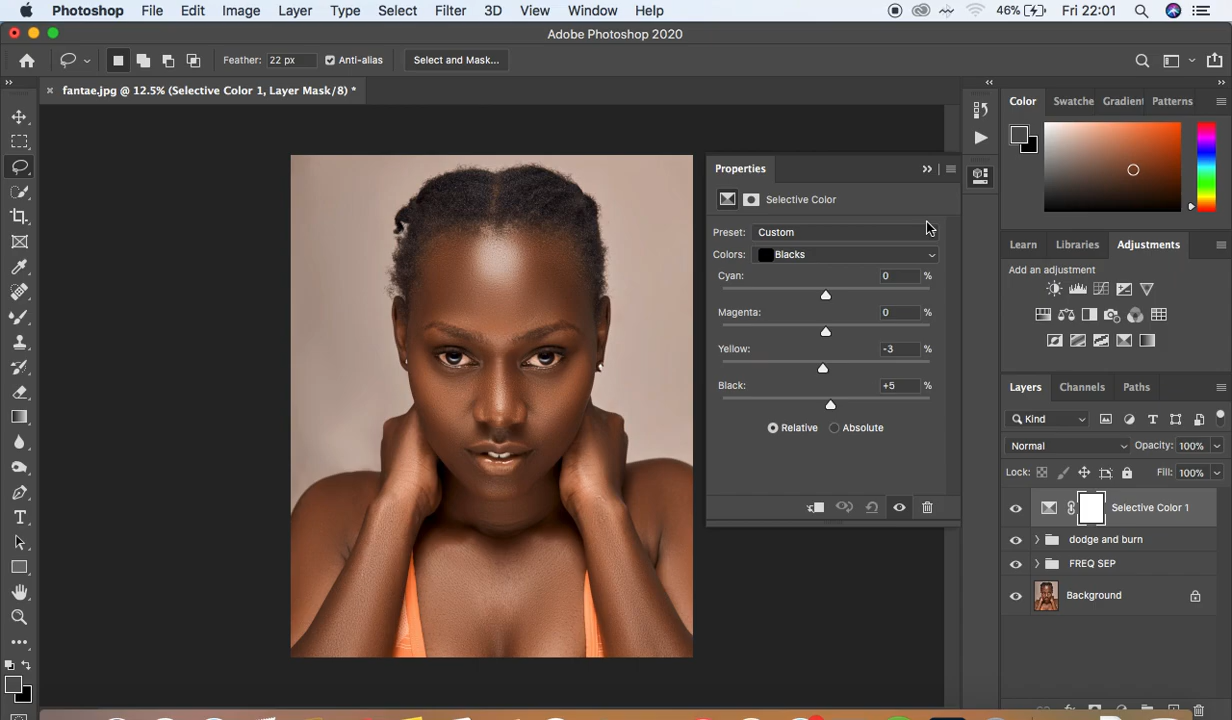 Photoshop File Edit Image Layer Type Select Filter 3D View Window Help 46% Fri 22:01
Adobe Photoshop 2020
Feather: 22 px Anti-alias Select and Mask...
fantae.jpg @ 12.5% (Selective Color 1, Layer Mask/8) *
Color Swatche Gradient Patterns
Properties
Selective Color
Preset: Custom
Colors: Blacks
Cyan: 0 %
Magenta: 0 %
Yellow: -3 %
Black: +5 %
Relative Absolute
Learn Libraries Adjustments
Add an adjustment
Layers Channels Paths
Kind
Normal Opacity: 100%
Lock: Fill: 100%
Selective Color 1
dodge and burn
FREQ SEP
Background